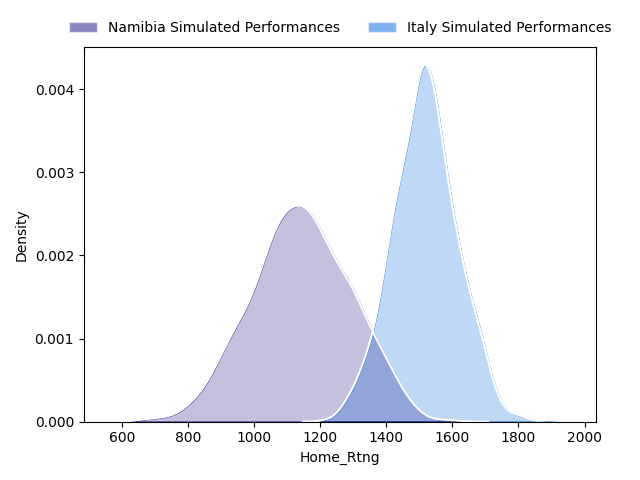 Namibia Simulated Performances Italy Simulated Performances
0.004
0.003
0.002
0.001
0.000
Density
600 800 1000 1200 1400 1600 1800 2000
Home_Rtng